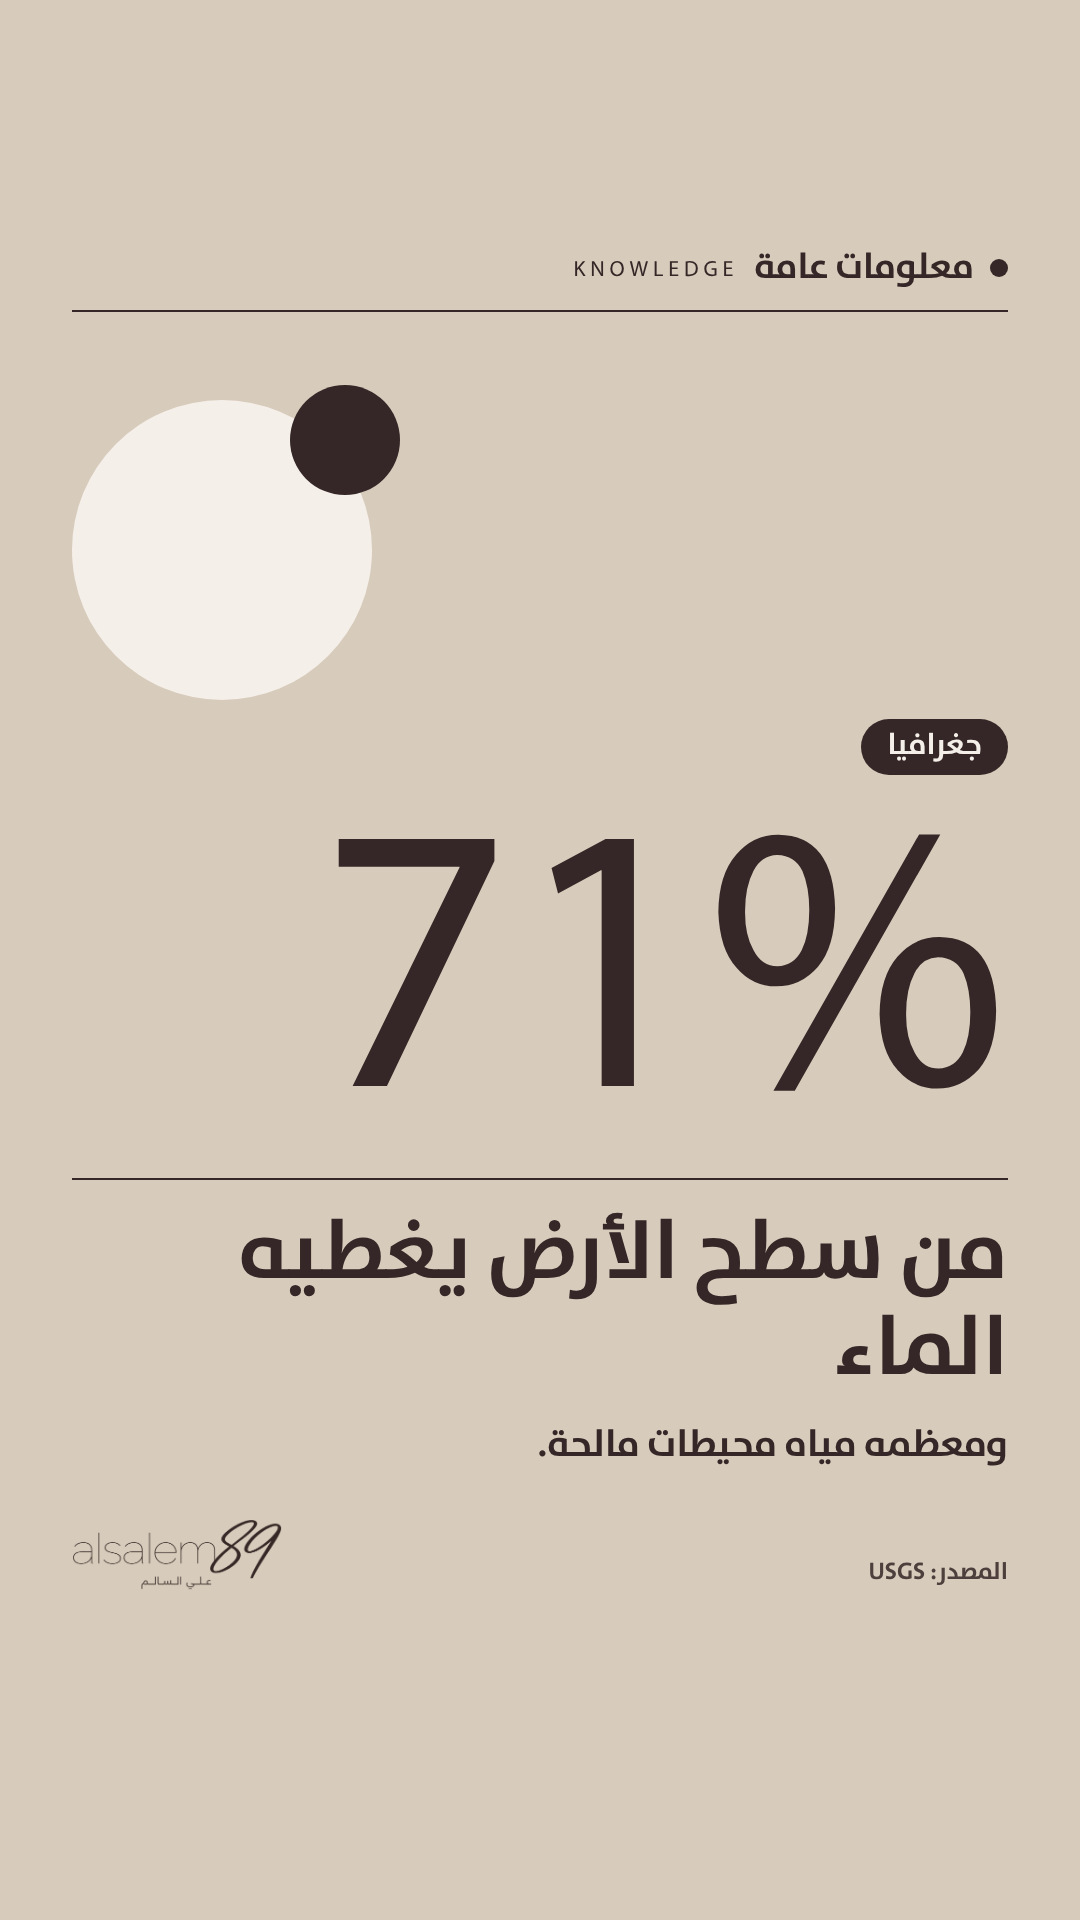 معلومات عامة KNOWLEDGE
جغرافيا
71%
من سطح الأرض يغطيه
الماء
ومعظمه مياه محيطات مالحة.
المصدر: USGS
alsalem89
علي السالم